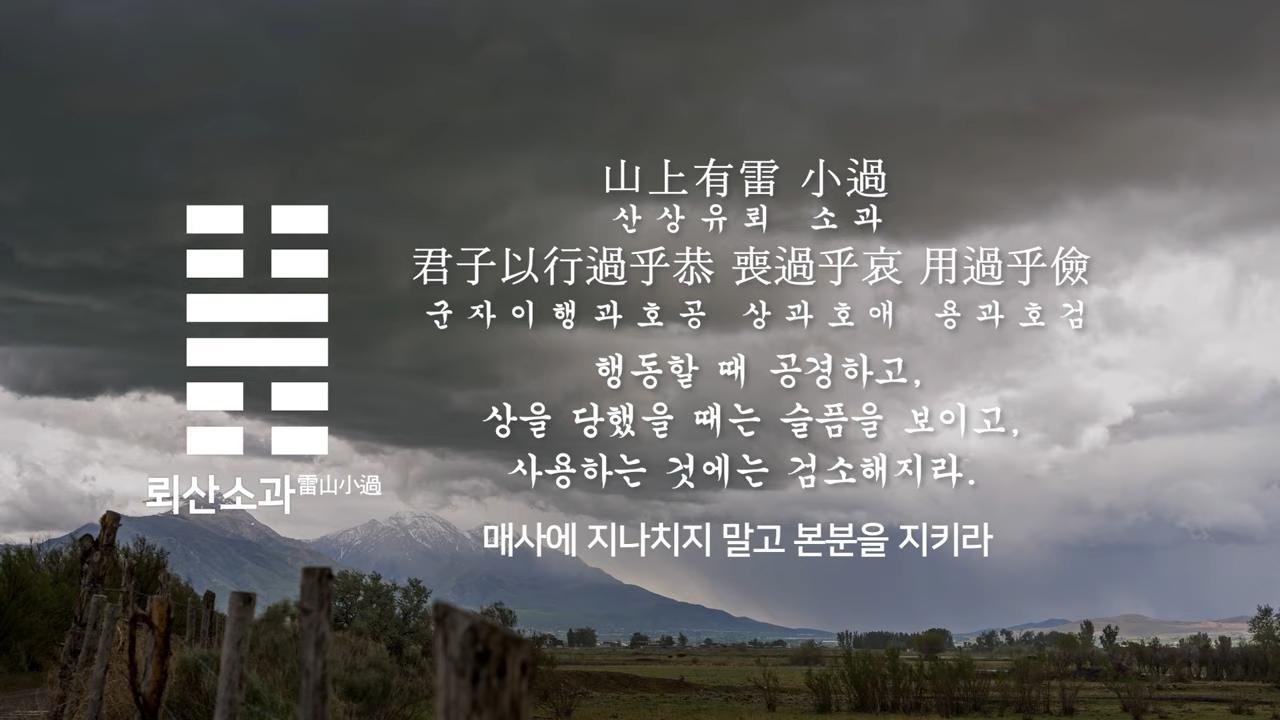 山上有雷 小過
산상유뢰 소과
君子以行過乎恭 喪過乎哀 用過乎儉
군자이행과호공 상과호애 용과호검
행동할 때 공경하고,
상을 당했을 때는 슬픔을 보이고,
사용하는 것에는 검소해지라.
뢰산소과雷山小過
매사에 지나치지 말고 본분을 지키라